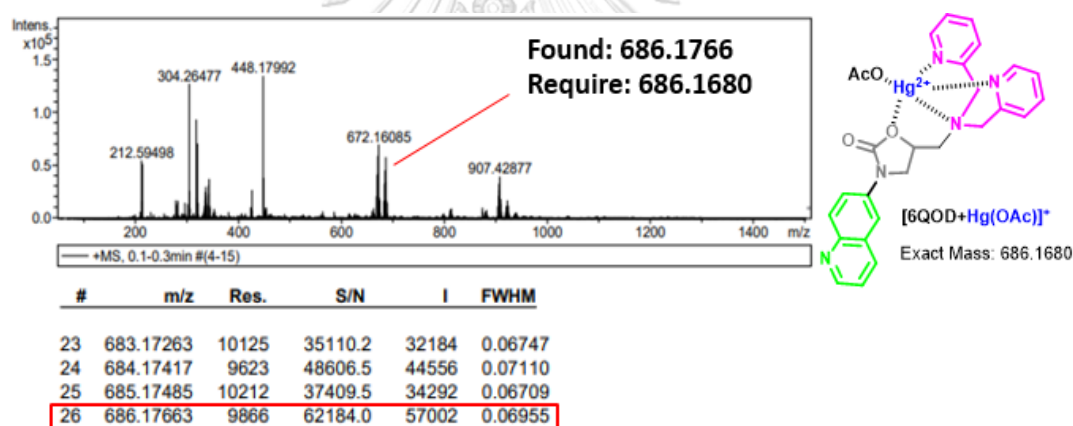 Intens.
x10⁵
1.5
1.0
0.5
0.0
212.59498
304.26477
448.17992
672.16085
907.42877
200
400
600
800
1000
1200
1400
m/z
Found: 686.1766
Require: 686.1680
+MS, 0.1-0.3min #(4-15)
N
N
AcO
Hg²⁺
N
O
O
N
N
[6QOD+Hg(OAc)]⁺
Exact Mass: 686.1680
# m/z Res. S/N I FWHM
23 683.17263 10125 35110.2 32184 0.06747
24 684.17417 9623 48606.5 44556 0.07110
25 685.17485 10212 37409.5 34292 0.06709
26 686.17663 9866 62184.0 57002 0.06955